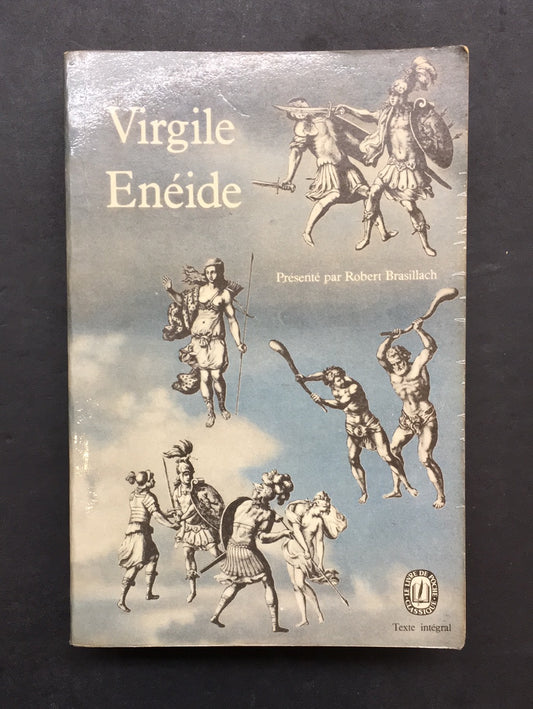 Virgile
Enéide
Présenté par Robert Brasillach
LE LIVRE DE POCHE
CLASSIQUE
Texte intégral